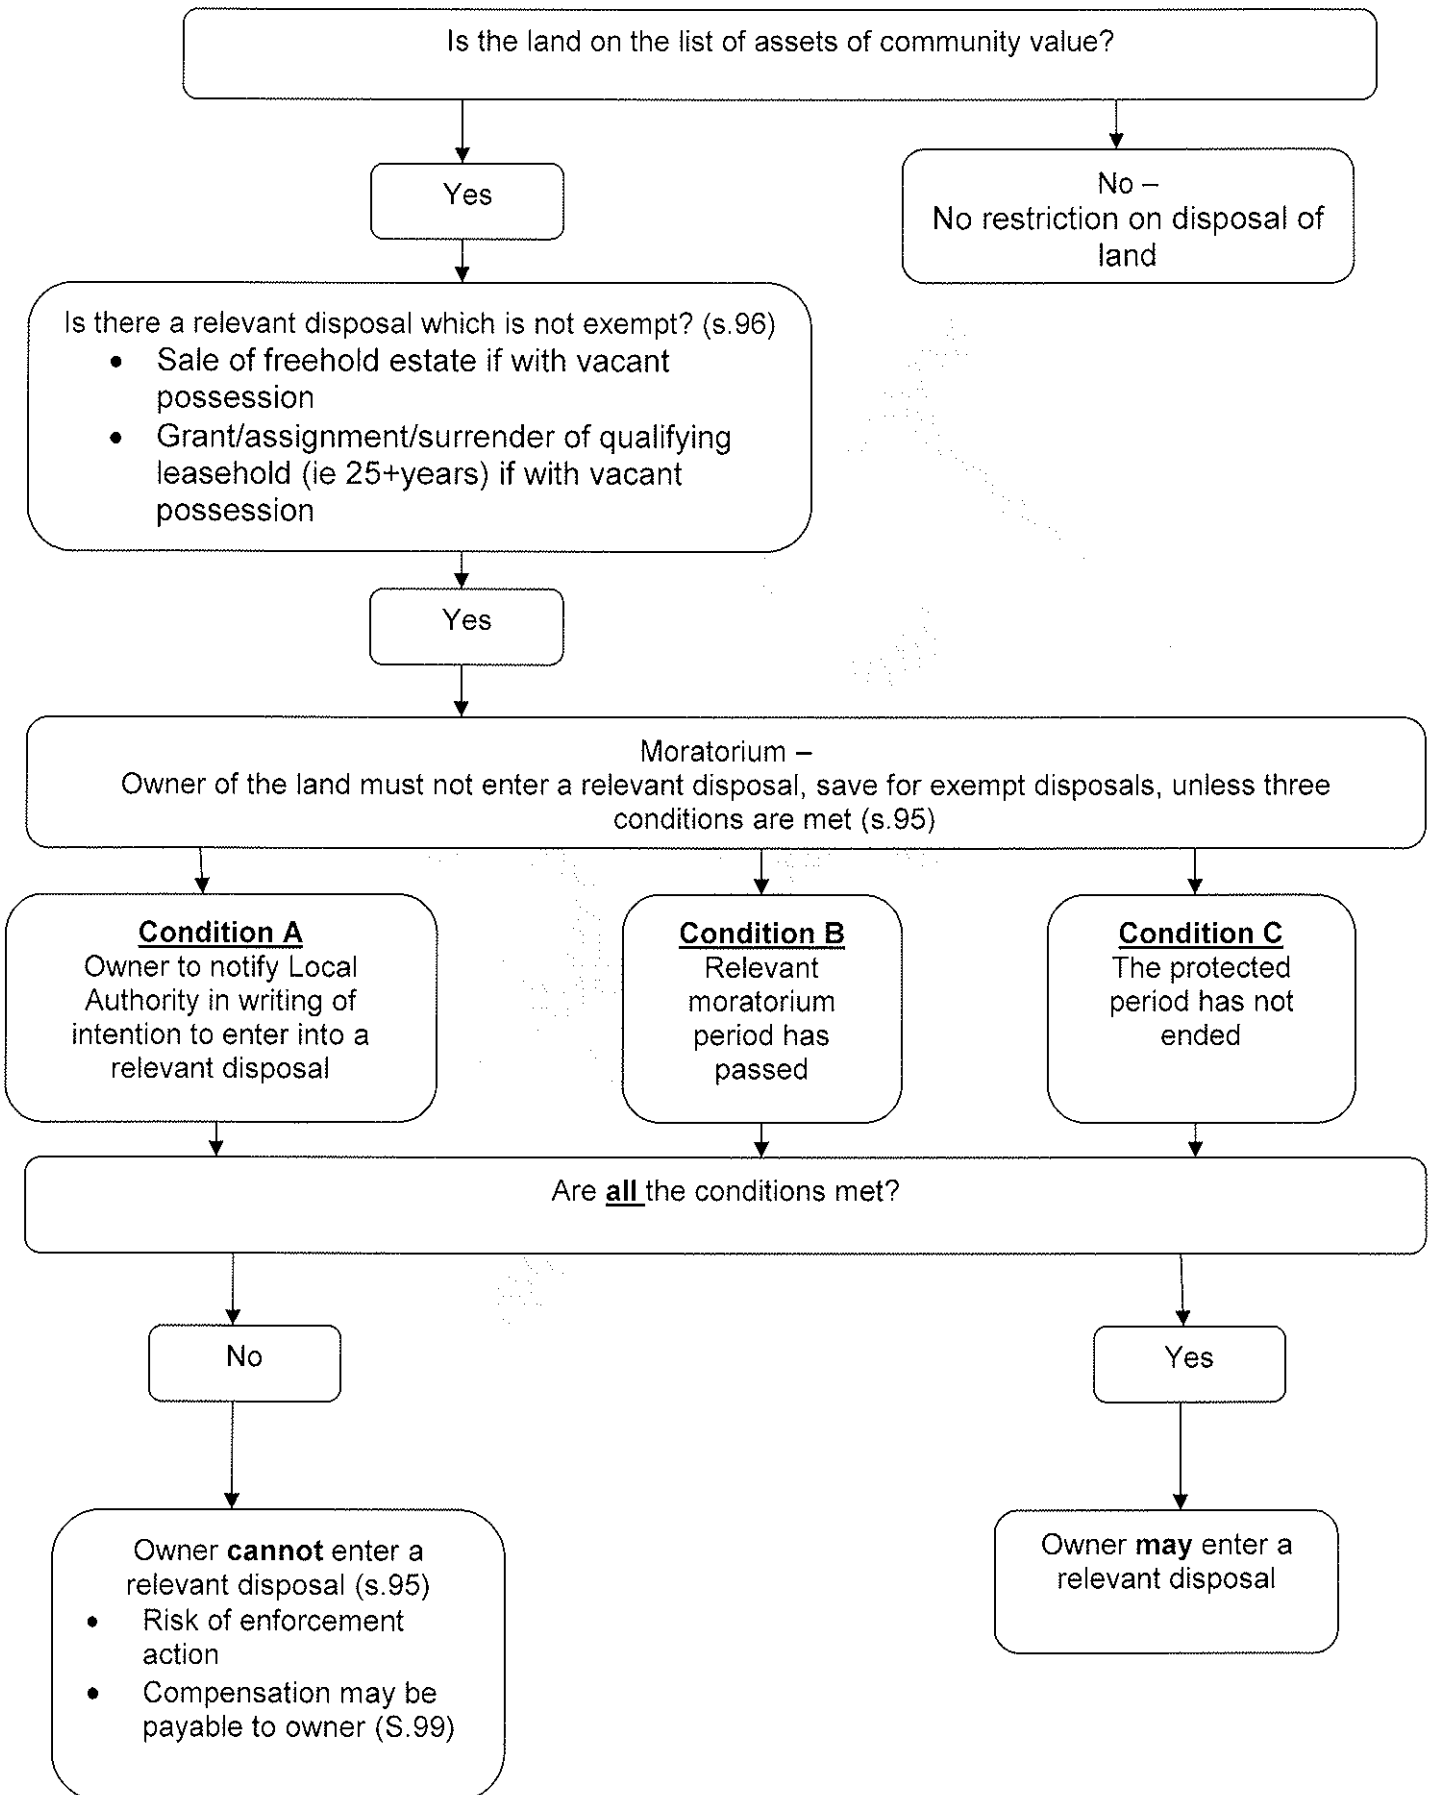 Is the land on the list of assets of community value?
Yes
No –
No restriction on disposal of
land
Is there a relevant disposal which is not exempt? (s.96)
• Sale of freehold estate if with vacant
possession
• Grant/assignment/surrender of qualifying
leasehold (ie 25+years) if with vacant
possession
Yes
Moratorium –
Owner of the land must not enter a relevant disposal, save for exempt disposals, unless three
conditions are met (s.95)
Condition A
Owner to notify Local
Authority in writing of
intention to enter into a
relevant disposal
Condition B
Relevant
moratorium
period has
passed
Condition C
The protected
period has not
ended
Are all the conditions met?
No
Yes
Owner cannot enter a
relevant disposal (s.95)
• Risk of enforcement
action
• Compensation may be
payable to owner (S.99)
Owner may enter a
relevant disposal